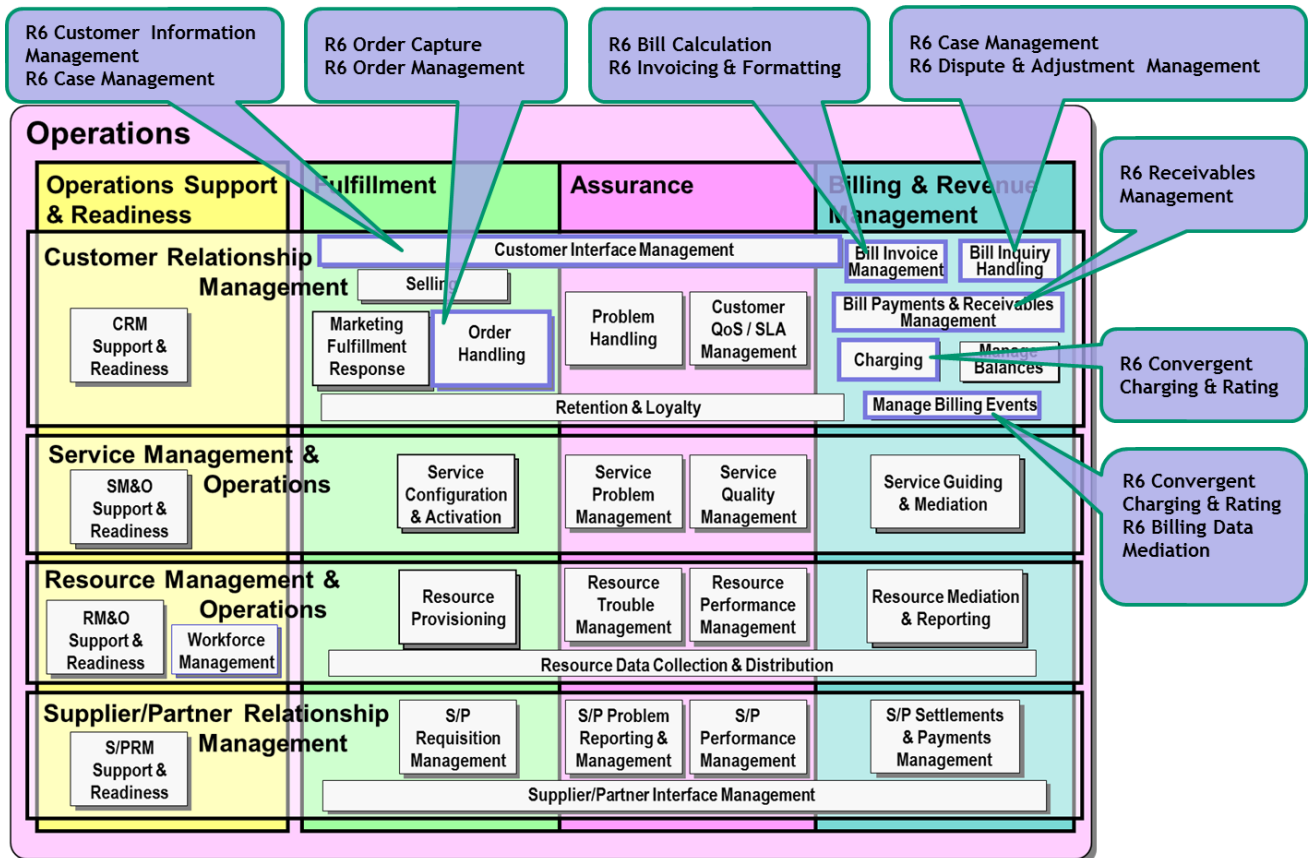 R6 Customer Information
Management
R6 Case Management
R6 Order Capture
R6 Order Management
R6 Bill Calculation
R6 Invoicing & Formatting
R6 Case Management
R6 Dispute & Adjustment Management
R6 Receivables
Management
R6 Convergent
Charging & Rating
R6 Convergent
Charging & Rating
R6 Billing Data
Mediation
Operations
Operations Support
& Readiness
Fulfillment
Assurance
Billing & Revenue
Management
Customer Relationship
Management
Customer Interface Management
Bill Invoice
Management
Bill Inquiry
Handling
Selling
Bill Payments & Receivables
Management
CRM
Support &
Readiness
Marketing
Fulfillment
Response
Order
Handling
Problem
Handling
Customer
QoS / SLA
Management
Charging
Manage
Balances
Retention & Loyalty
Manage Billing Events
Service Management &
Operations
SM&O
Support &
Readiness
Service
Configuration
& Activation
Service
Problem
Management
Service
Quality
Management
Service Guiding
& Mediation
Resource Management &
Operations
RM&O
Support &
Readiness
Workforce
Management
Resource
Provisioning
Resource
Trouble
Management
Resource
Performance
Management
Resource Mediation
& Reporting
Resource Data Collection & Distribution
Supplier/Partner Relationship
Management
S/PRM
Support &
Readiness
S/P
Requisition
Management
S/P Problem
Reporting &
Management
S/P
Performance
Management
S/P Settlements
& Payments
Management
Supplier/Partner Interface Management